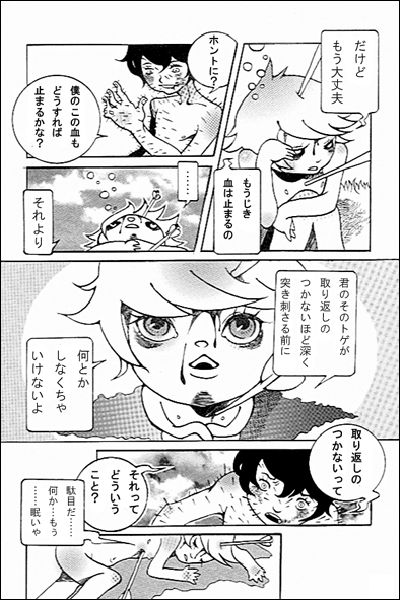 だけど
もう大丈夫
もうじき
血は止まるの
ホントに？
僕のこの血も
どうすれば
止まるかな？
……
それより
君のそのトゲが
取り返しの
つかないほど深く
突き刺さる前に
何とか
しなくちゃ
いけないよ
取り返しの
つかないって
それって
どういう
こと？
駄目だ……
何か…もう
……眠いや